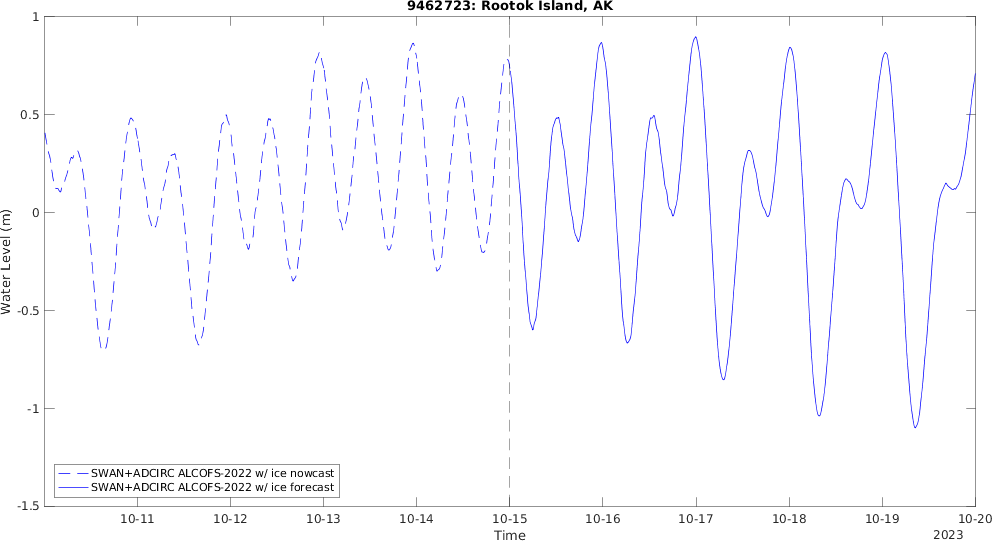 9462723: Rootok Island, AK
1
0.5
0
-0.5
-1
-1.5
Water Level (m)
SWAN+ADCIRC ALCOFS-2022 w/ ice nowcast
SWAN+ADCIRC ALCOFS-2022 w/ ice forecast
10-11 10-12 10-13 10-14 10-15 10-16 10-17 10-18 10-19 10-20
Time
2023